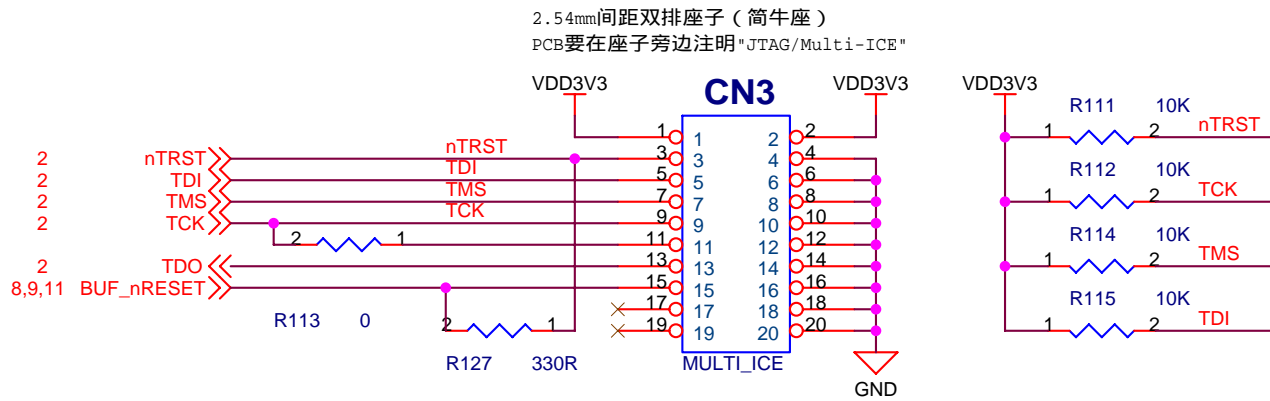 2.54mm间距双排座子（简牛座）
PCB要在座子旁边注明"JTAG/Multi-ICE"
VDD3V3 CN3 VDD3V3 VDD3V3
R111 10K
1 1 2 2 1 2 nTRST
2 nTRST nTRST 3 3 4 4
2 TDI TDI 5 5 6 6 R112 10K
2 TMS TMS 7 7 8 8 1 2 TCK
2 TCK TCK 9 9 10 10
2 1 11 11 12 12 R114 10K
2 TDO 13 13 14 14 1 2 TMS
8,9,11 BUF_nRESET 15 15 16 16
17 17 18 18 R115 10K
R113 0 2 1 19 19 20 20 1 2 TDI
R127 330R MULTI_ICE
GND